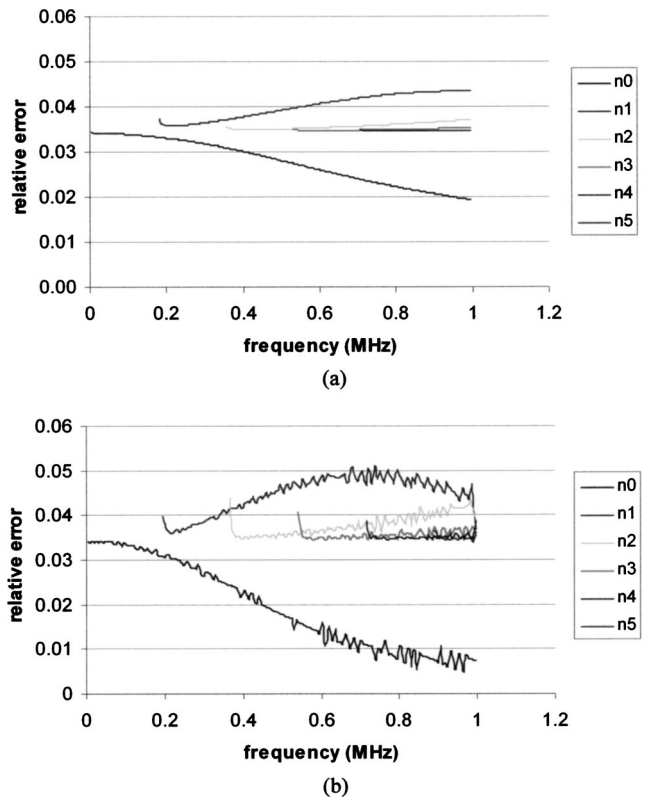 0.06
0.05
0.04
0.03
0.02
0.01
0.00
relative error
0 0.2 0.4 0.6 0.8 1 1.2
frequency (MHz)
n0
n1
n2
n3
n4
n5
(a)
0.06
0.05
0.04
0.03
0.02
0.01
0
relative error
0 0.2 0.4 0.6 0.8 1 1.2
frequency (MHz)
n0
n1
n2
n3
n4
n5
(b)